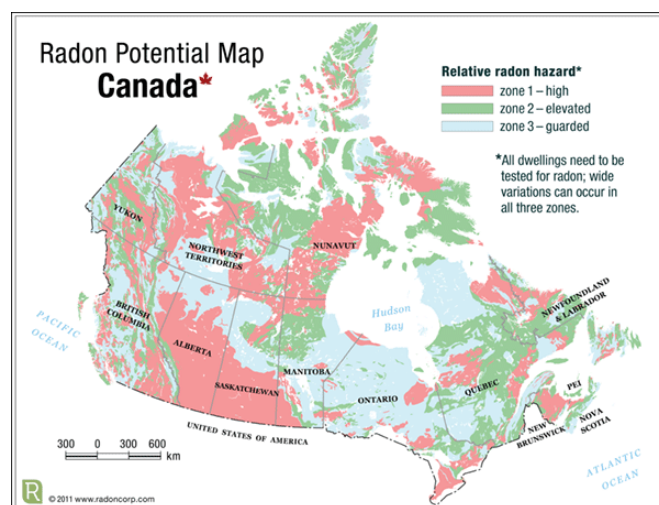 Radon Potential Map
Canada
Relative radon hazard*
zone 1 – high
zone 2 – elevated
zone 3 – guarded
*All dwellings need to be
tested for radon; wide
variations can occur in
all three zones.
YUKON
NORTHWEST
TERRITORIES
NUNAVUT
BRITISH
COLUMBIA
ALBERTA
SASKATCHEWAN
MANITOBA
ONTARIO
QUEBEC
NEWFOUNDLAND
& LABRADOR
PEI
NOVA
SCOTIA
NEW
BRUNSWICK
Hudson
Bay
PACIFIC
OCEAN
UNITED STATES OF AMERICA
ATLANTIC
OCEAN
300 0 300 600
km
R
© 2011 www.radoncorp.com